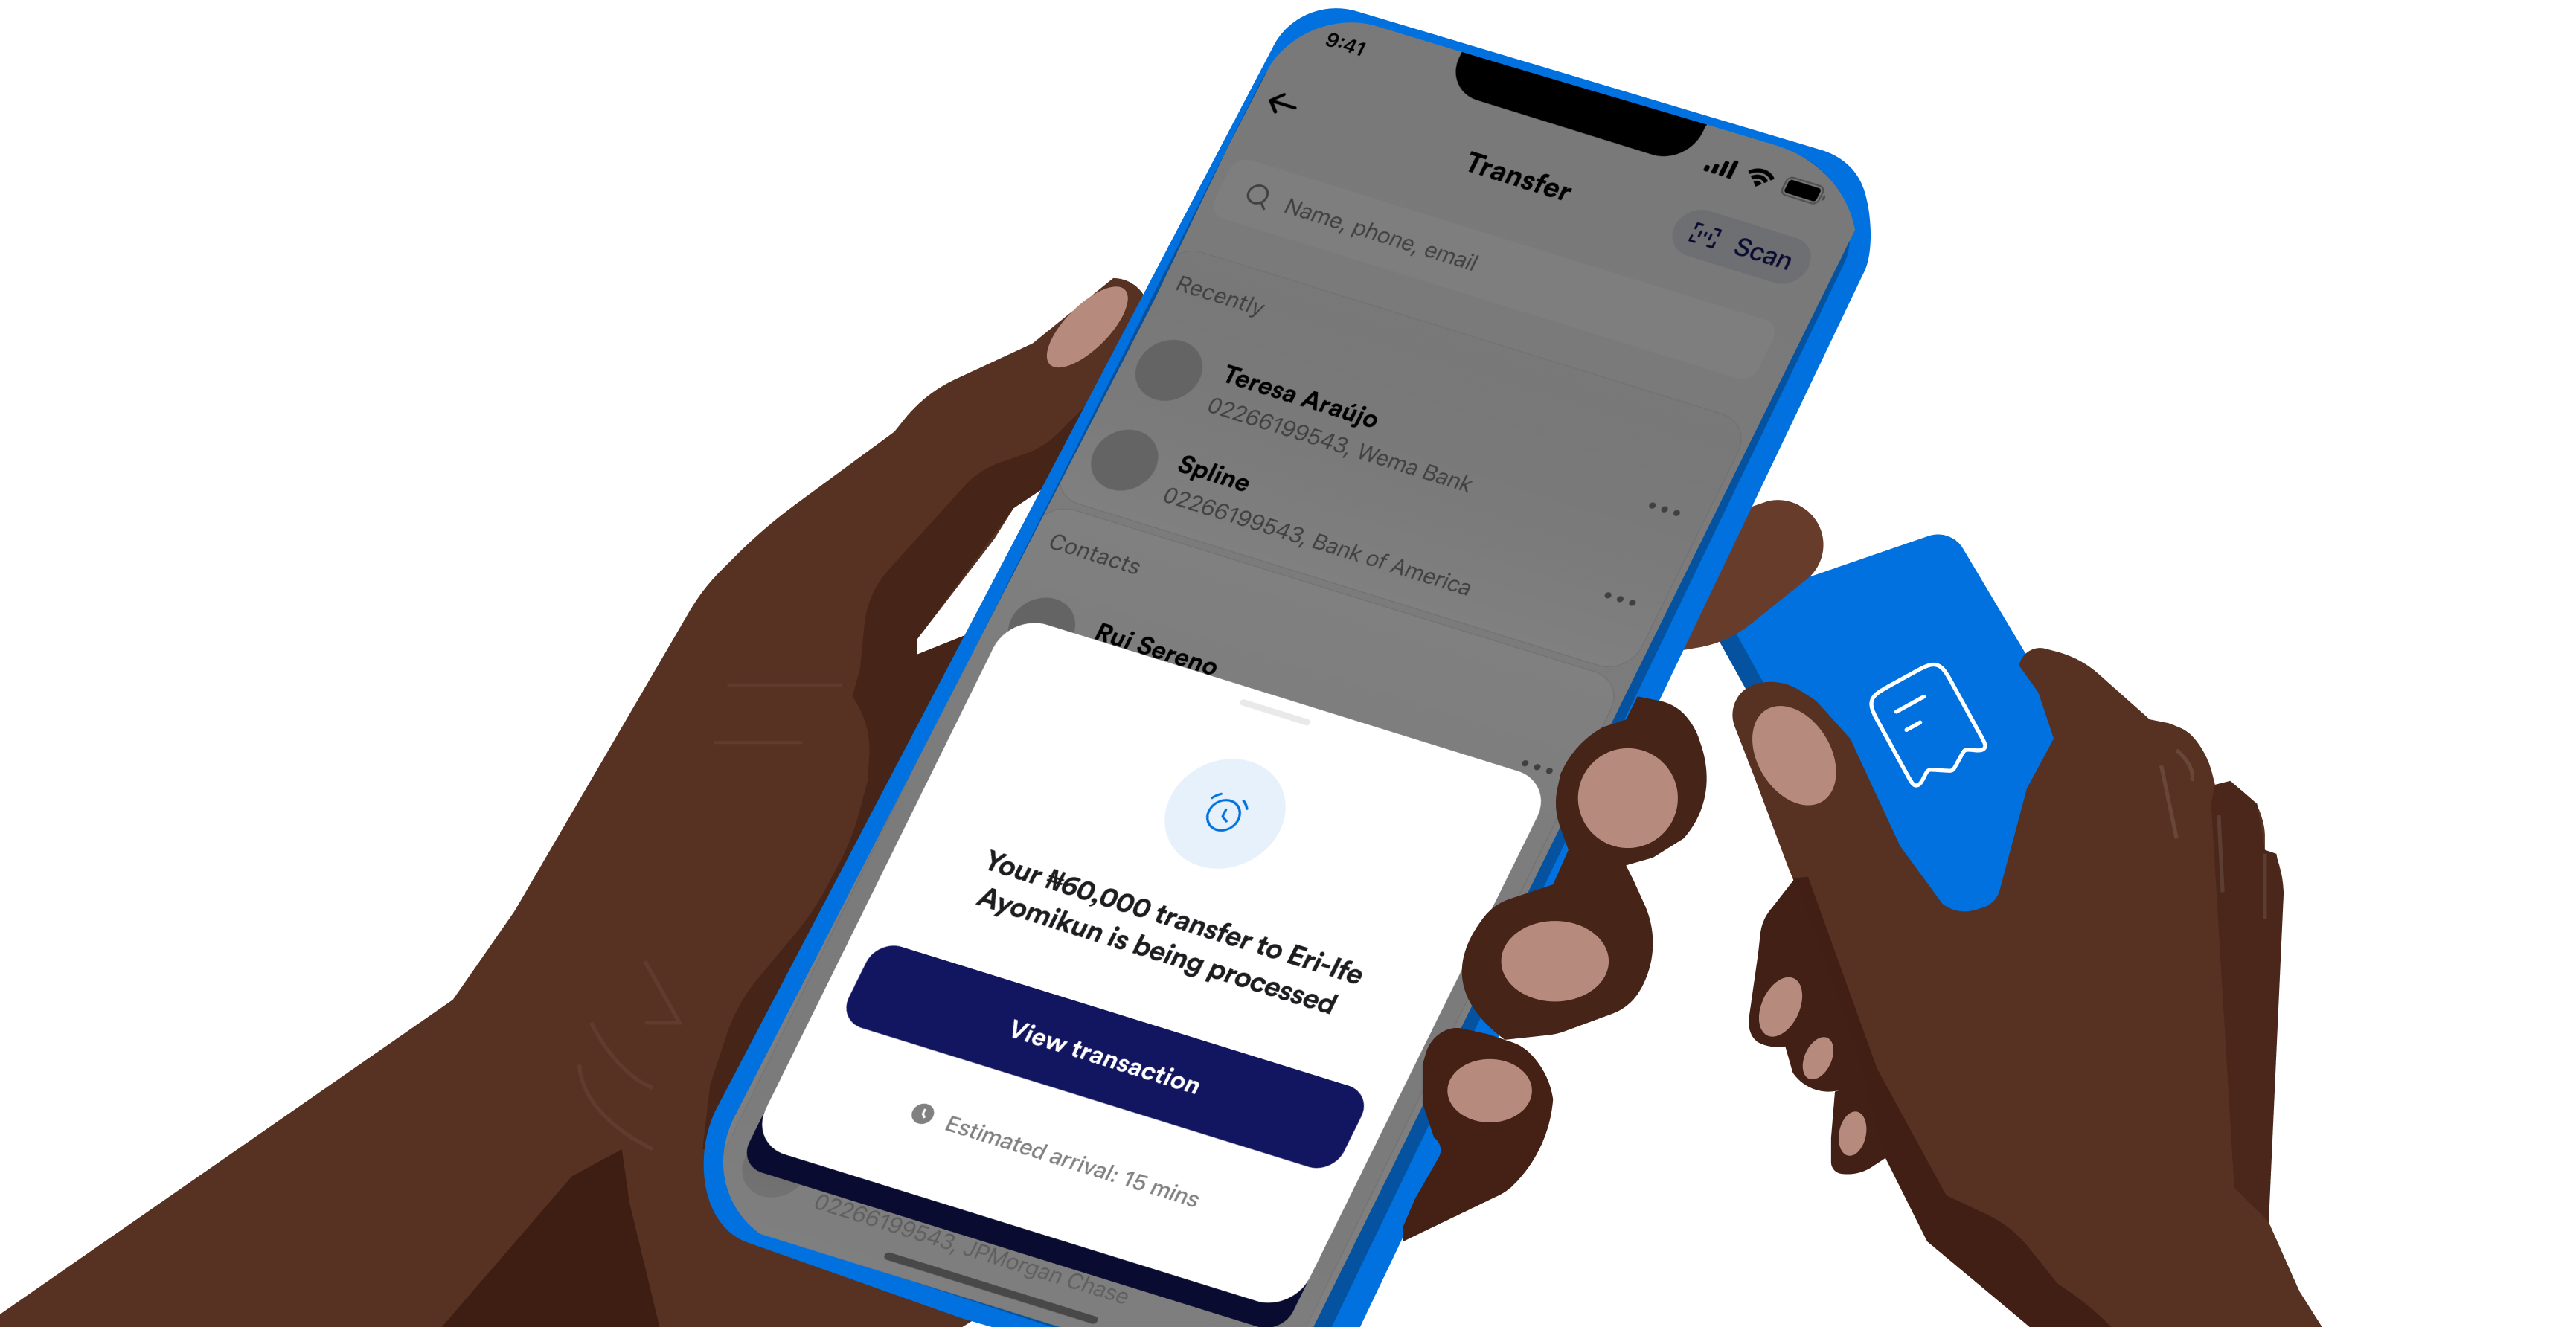 9:41
Transfer
Scan
Name, phone, email
Recently
Teresa Araújo
02266199543, Wema Bank
Spline
02266199543, Bank of America
Contacts
Rui Sereno
Your ₦60,000 transfer to Eri-Ife
Ayomikun is being processed
View transaction
Estimated arrival: 15 mins
02266199543, JPMorgan Chase